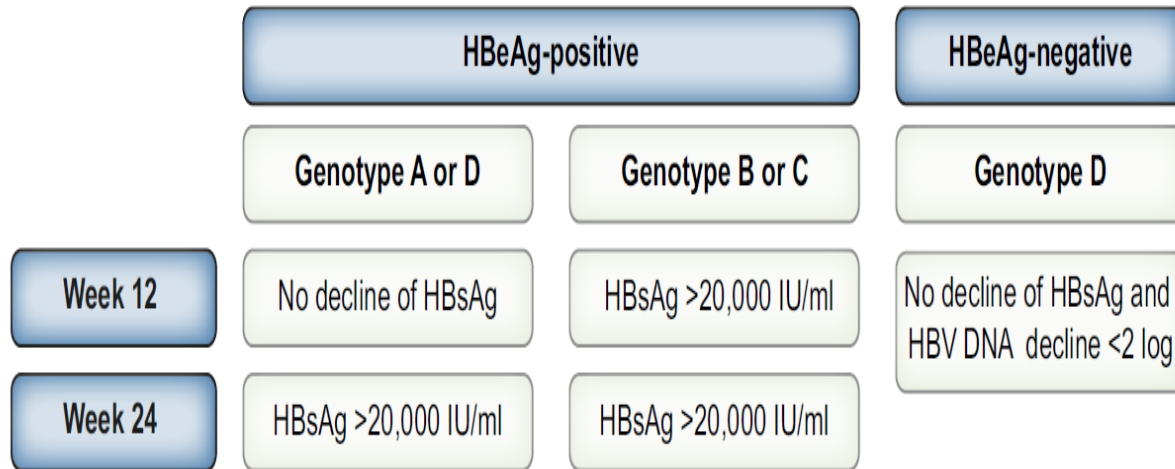 HBeAg-positive
HBeAg-negative
Genotype A or D
Genotype B or C
Genotype D
Week 12
No decline of HBsAg
HBsAg >20,000 IU/ml
No decline of HBsAg and
HBV DNA decline <2 log
Week 24
HBsAg >20,000 IU/ml
HBsAg >20,000 IU/ml